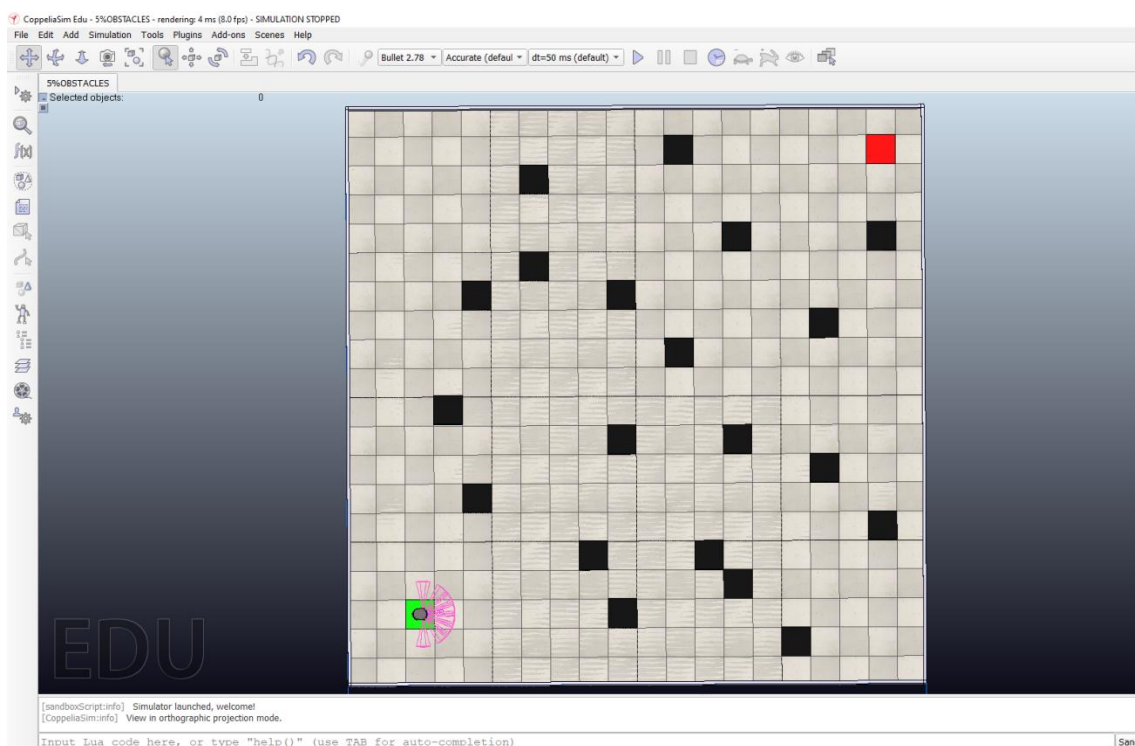 CoppeliaSim Edu - 5%OBSTACLES - rendering: 4 ms (8.0 fps) - SIMULATION STOPPED
File Edit Add Simulation Tools Plugins Add-ons Scenes Help
Bullet 2.78 Accurate (defaul dt=50 ms (default)
5%OBSTACLES
Selected objects: 0
f(x)
EDU
[sandboxScript:info] Simulator launched, welcome!
[CoppeliaSim:info] View in orthographic projection mode.
Input Lua code here, or type "help()" (use TAB for auto-completion)
San